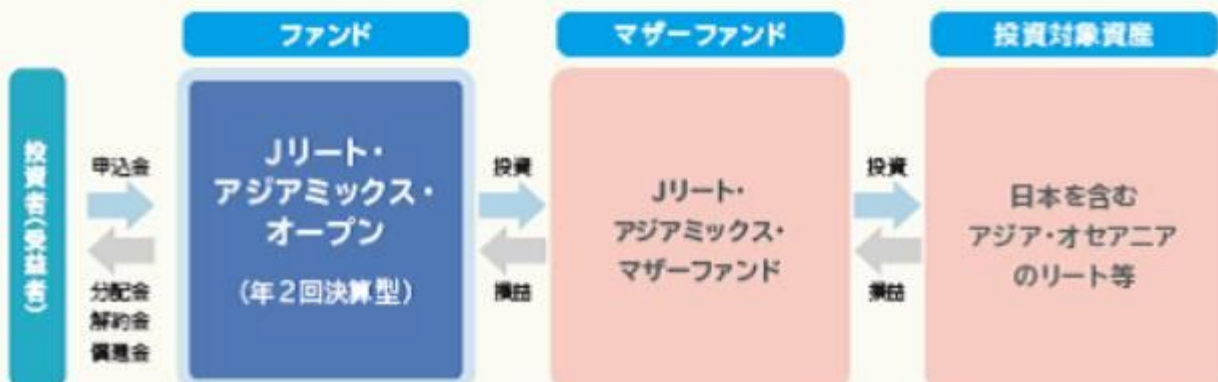 ファンド
マザーファンド
投資対象資産
投資者(受益者)
申込金
分配金
解約金
償還金
Jリート・
アジアミックス・
オープン
(年2回決算型)
投資
損益
Jリート・
アジアミックス・
マザーファンド
投資
損益
日本を含む
アジア・オセアニア
のリート等